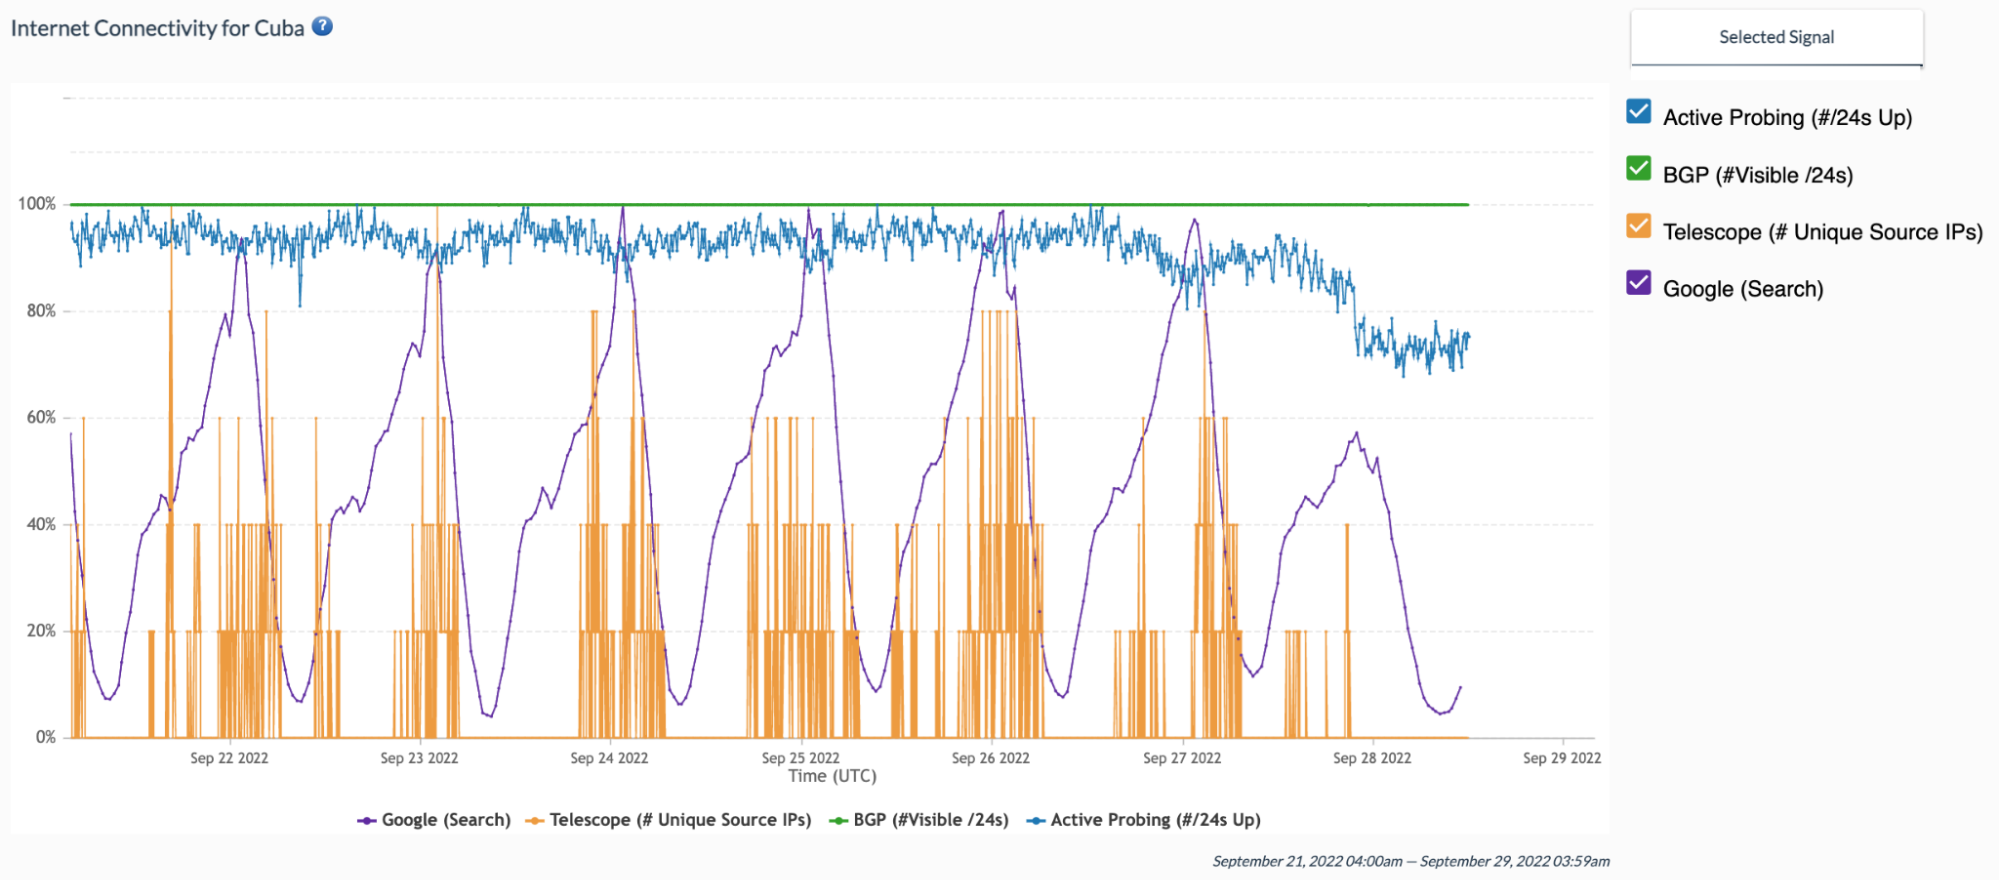 Internet Connectivity for Cuba ?
Selected Signal
Active Probing (#/24s Up)
BGP (#Visible /24s)
Telescope (# Unique Source IPs)
Google (Search)
100%
80%
60%
40%
20%
0%
Sep 22 2022 Sep 23 2022 Sep 24 2022 Sep 25 2022 Sep 26 2022 Sep 27 2022 Sep 28 2022 Sep 29 2022
Time (UTC)
Google (Search) Telescope (# Unique Source IPs) BGP (#Visible /24s) Active Probing (#/24s Up)
September 21, 2022 04:00am — September 29, 2022 03:59am